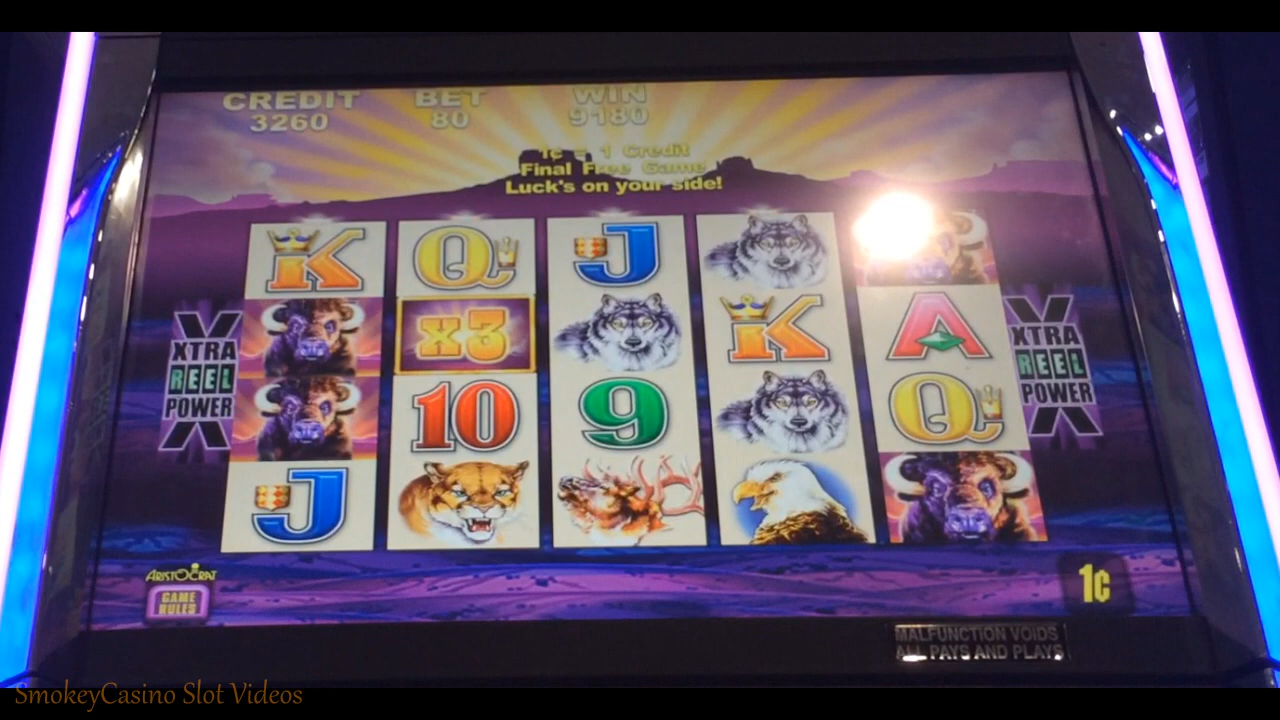 CREDIT BET WIN
3260 80 9180
1¢ = 1 Credit
Final Free Game
Luck's on your side!
K Q J
X3 K A
XTRA
REEL
POWER
XTRA
REEL
POWER
10 9 Q
J
ARISTOCRAT
GAME
RULES
1¢
MALFUNCTION VOIDS
ALL PAYS AND PLAYS
SmokeyCasino Slot Videos